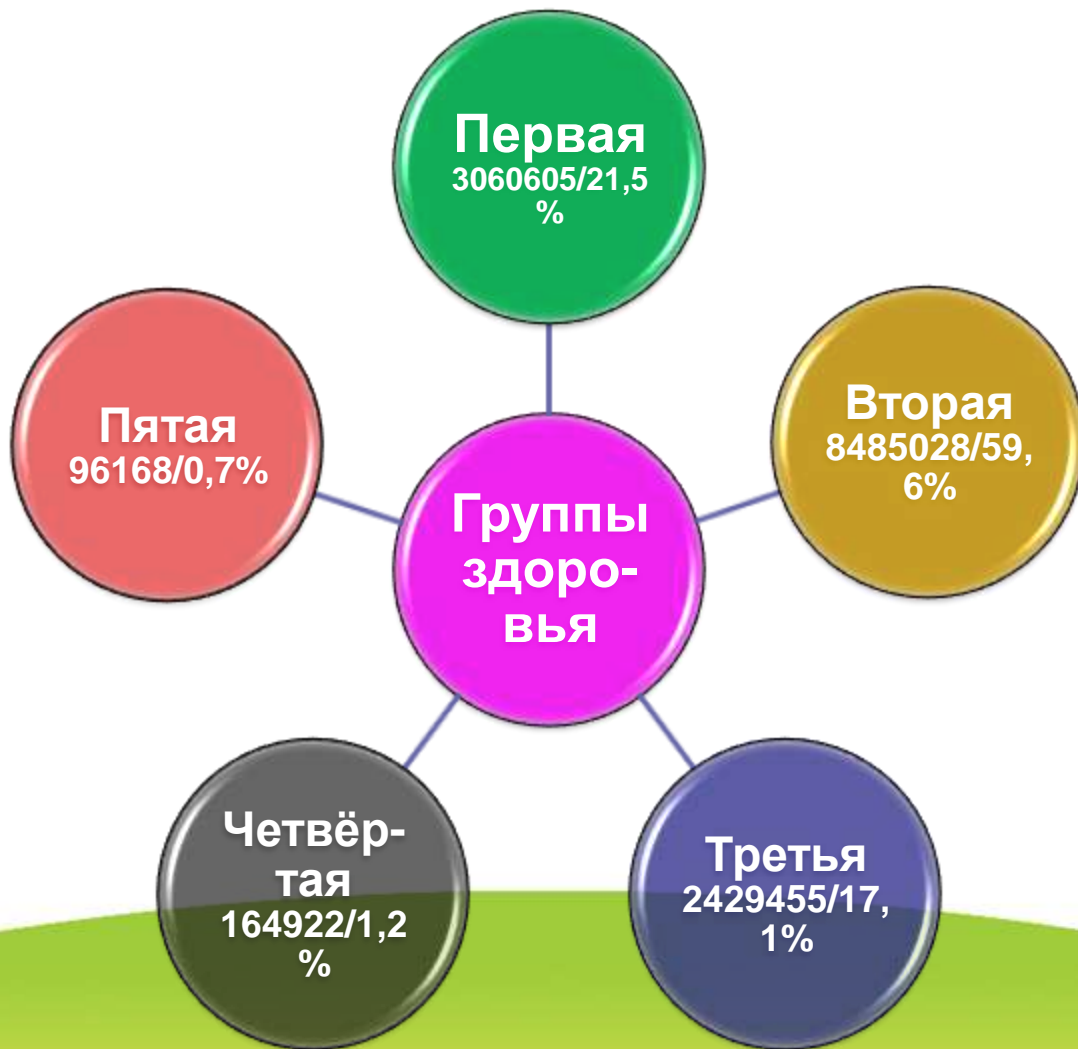 Первая
3060605/21,5
%
Вторая
8485028/59,
6%
Пятая
96168/0,7%
Группы
здоро-
вья
Четвёр-
тая
164922/1,2
%
Третья
2429455/17,
1%